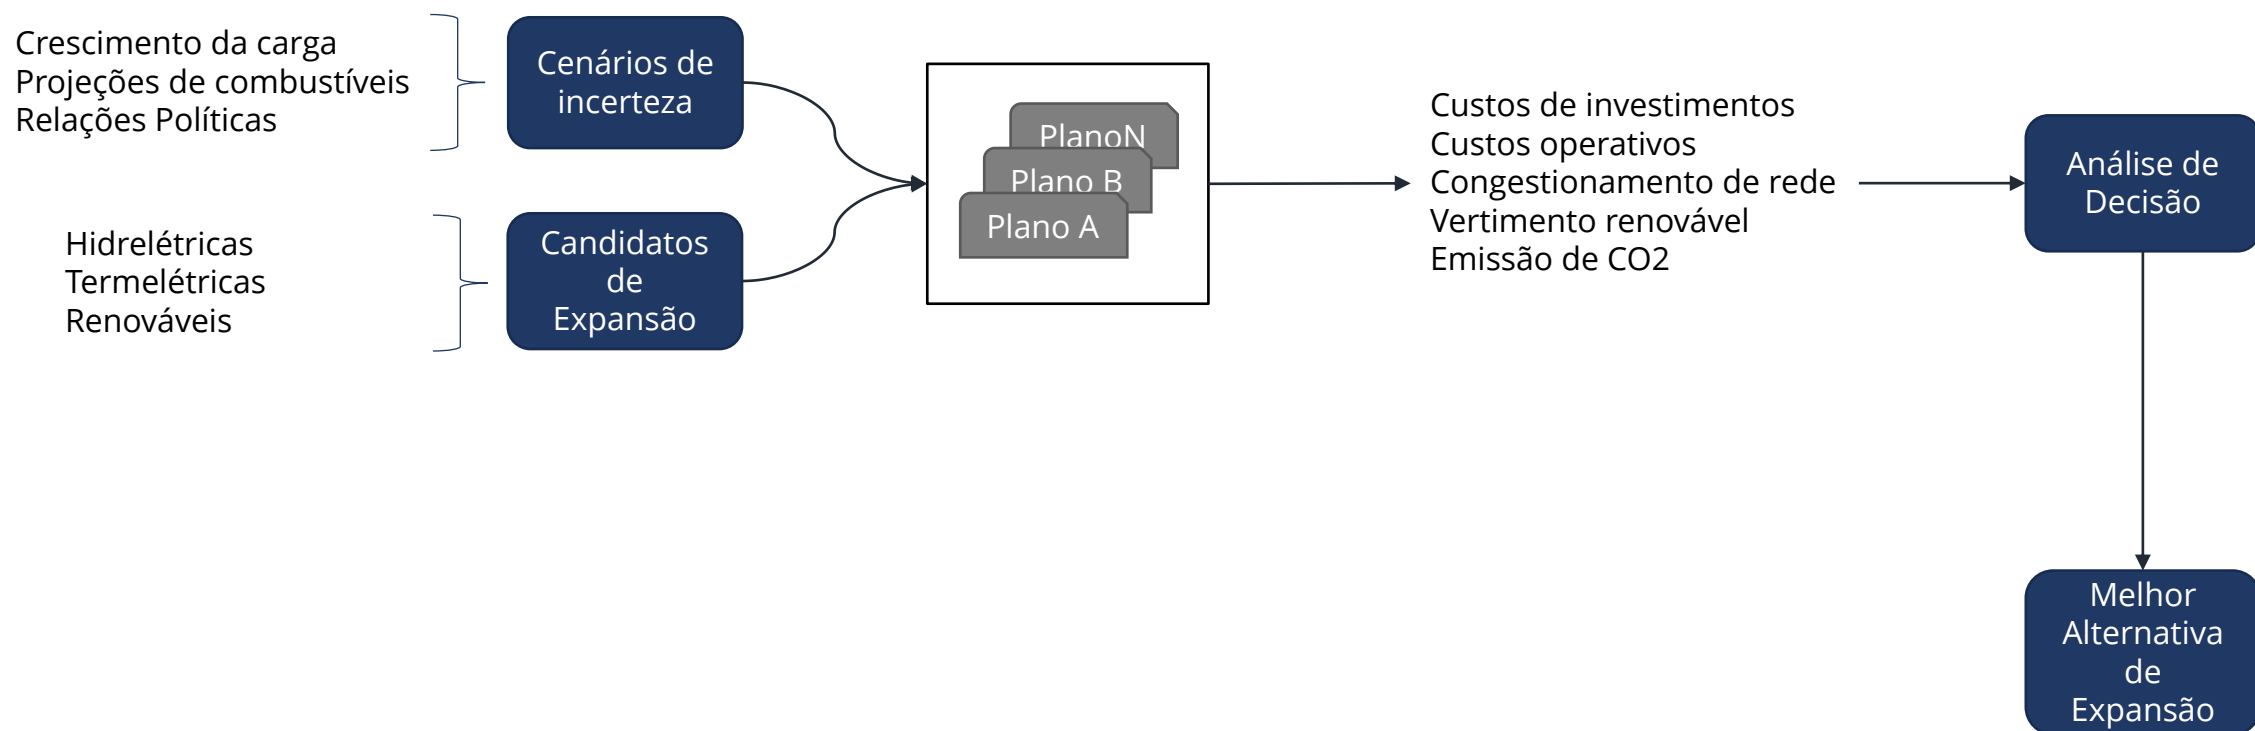 Crescimento da carga
Projeções de combustíveis
Relações Políticas
Cenários de
incerteza
Hidrelétricas
Termelétricas
Renováveis
Candidatos
de
Expansão
PlanoN
Plano B
Plano A
Custos de investimentos
Custos operativos
Congestionamento de rede
Vertimento renovável
Emissão de CO2
Análise de
Decisão
Melhor
Alternativa
de
Expansão